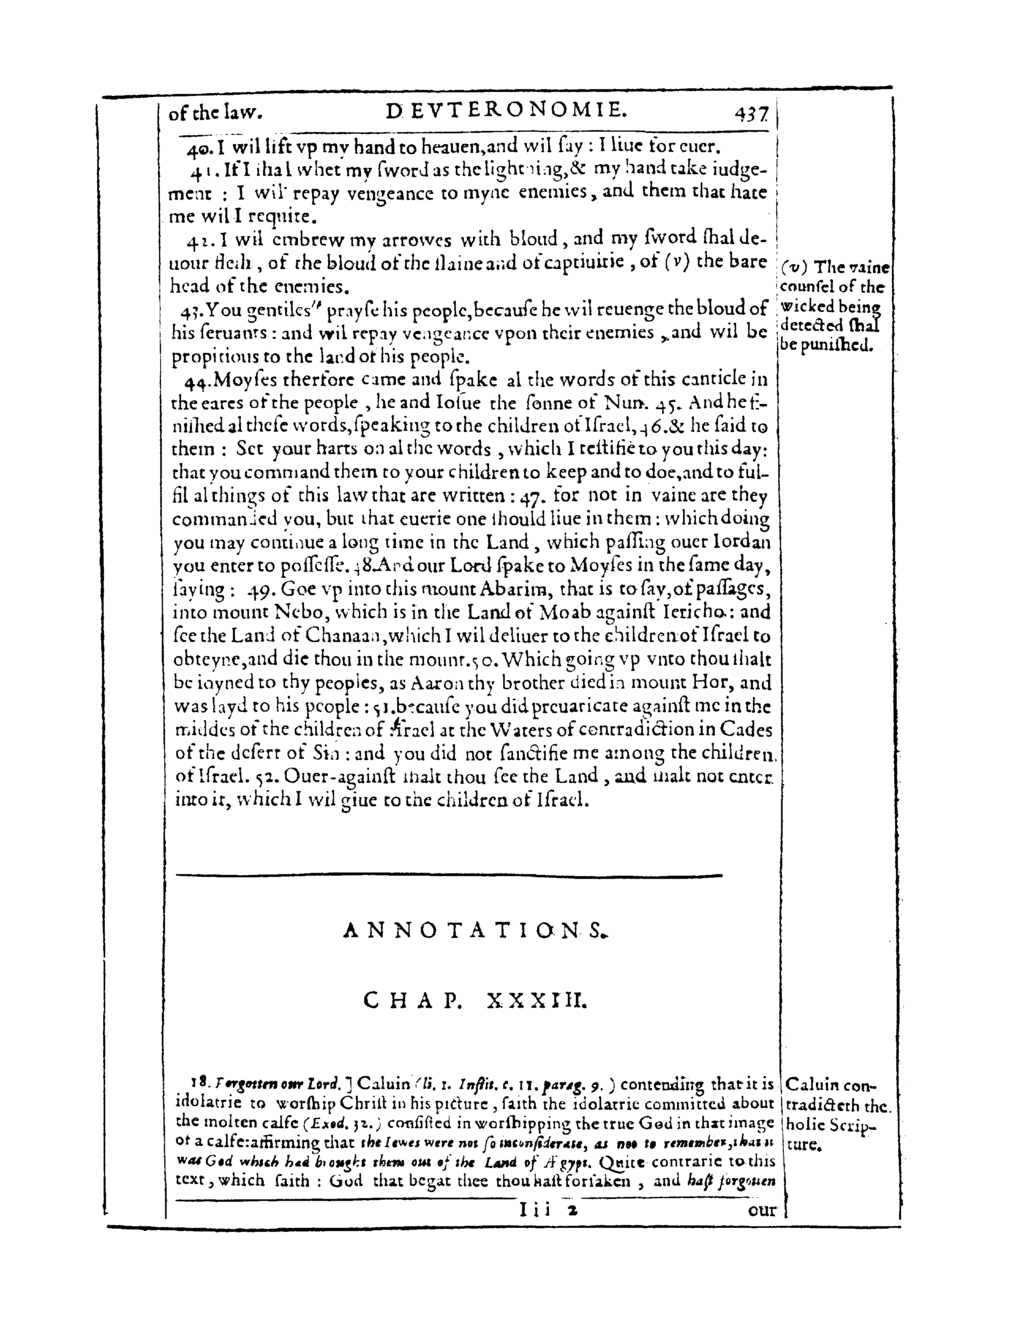 of the law. DEVTERONOMIE. 437
40. I wil lift vp my hand to heauen, and wil ſay : I liue for euer.
41. If I ſhal whet my ſword as the lightning, & my hand take iudge-
ment : I wil repay vengeance to myne enemies, and them that hate
me wil I requite.
42. I wil embrew my arrowes with bloud, and my ſword ſhal de-
uour fleſh, of the bloud of the ſlaine and of captiuitie, of (v) the bare
head of the enemies.
(v) The vaine
counſel of the
wicked being
detected ſhal
be puniſhed.
43. You gentiles" prayſe his people, becauſe he wil reuenge the bloud of
his ſeruants : and wil repay vengeance vpon their enemies, and wil be
propitious to the land of his people.
44. Moyſes therfore came and ſpake al the words of this canticle in
the eares of the people, he and Ioſue the ſonne of Nun. 45. And he fi-
niſhed al theſe words, ſpeaking to the children of Iſrael, 46. & he ſaid to
them : Set your harts on al the words, which I teſtifie to you this day:
that you command them to your children to keep and to doe, and to ful-
fil al things of this law that are written : 47. for not in vaine are they
commanded you, but that euerie one ſhould liue in them : which doing
you may continue a long time in the Land, which paſſing ouer Iordan
you enter to poſſeſſe. 48. And our Lord ſpake to Moyſes in the ſame day,
ſaying : 49. Goe vp into this mount Abarim, that is to ſay, of paſſages,
into mount Nebo, which is in the Land of Moab againſt Iericho: and
ſee the Land of Chanaan, which I wil deliuer to the children of Iſrael to
obteyne, and die thou in the mount. 50. Which going vp vnto thou ſhalt
be ioyned to thy peoples, as Aaron thy brother died in mount Hor, and
was layd to his people : 51. becauſe you did preuaricate againſt me in the
middes of the children of Iſrael at the Waters of contradiction in Cades
of the deſert of Sin : and you did not ſanctifie me among the children
of Iſrael. 52. Ouer-againſt ſhalt thou ſee the Land, and ſhalt not enter
into it, which I wil giue to the children of Iſrael.
ANNOTATIONS.
CHAP. XXXIII.
18. Forgotten our Lord. ] Caluin (li. 1. Inſtit. c. 11. parag. 9. ) contending that it is
idolatrie to worſhip Chriſt in his picture, ſaith the idolatrie committed about
the molten calfe (Exod. 32.) conſiſted in worſhipping the true God in that image
of a calfe: affirming that the Iewes were not ſo inconſiderate, as not to remember, that it
was God which had brought them out of the Land of Ægypt. Quite contrarie to this
text, which ſaith : God that begat thee thou haſt forſaken, and haſt forgotten
Caluin con-
tradicteth the
holie Scrip-
ture.
Iii 2 our